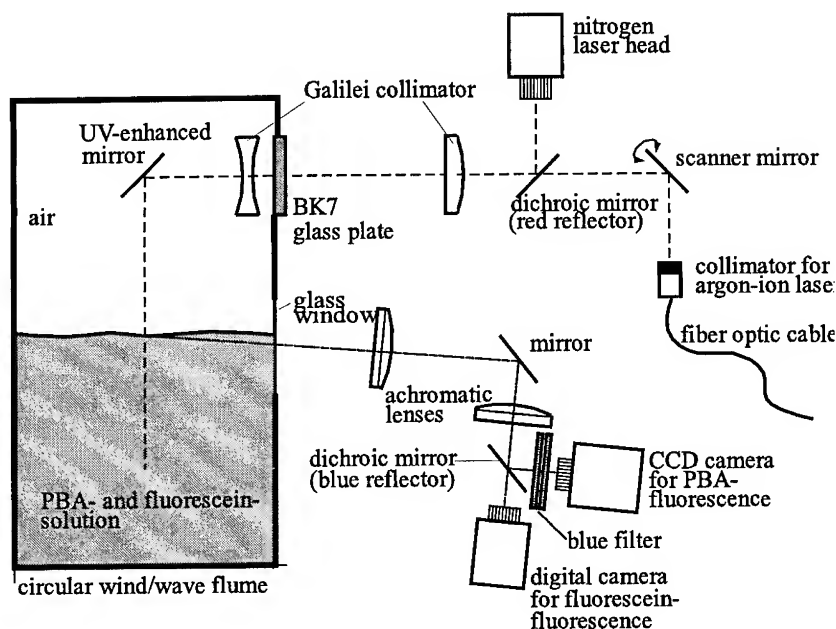 nitrogen
laser head
Galilei collimator
UV-enhanced
mirror
scanner mirror
air
BK7
glass plate
dichroic mirror
(red reflector)
collimator for
argon-ion lase
glass
window
fiber optic cable
mirror
achromatic
lenses
dichroic mirror
(blue reflector)
CCD camera
for PBA-
fluorescence
PBA- and fluorescein-
solution
blue filter
circular wind/wave flume
digital camera
for fluorescein-
fluorescence